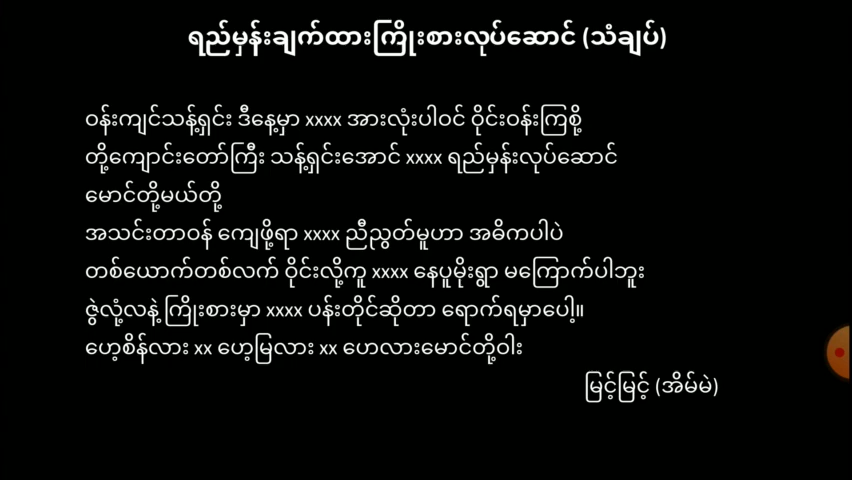 ရည်မှန်းချက်ထားကြိုးစားလုပ်ဆောင် (သံချပ်)
ဝန်းကျင်သန့်ရှင်း ဒီနေ့မှာ xxxx အားလုံးပါဝင် ဝိုင်းဝန်းကြစို့
တို့ကျောင်းတော်ကြီး သန့်ရှင်းအောင် xxxx ရည်မှန်းလုပ်ဆောင်
မောင်တို့မယ်တို့
အသင်းတာဝန် ကျေဖို့ရာ xxxx ညီညွတ်မူဟာ အဓိကပါပဲ
တစ်ယောက်တစ်လက် ဝိုင်းလို့ကူ xxxx နေပူမိုးရွာ မကြောက်ပါဘူး
ဇွဲလုံ့လနဲ့ ကြိုးစားမှာ xxxx ပန်းတိုင်ဆိုတာ ရောက်ရမှာပေါ့။
ဟေ့စိန်လား xx ဟေ့မြလား xx ဟေလားမောင်တို့ဝါး
မြင့်မြင့် (အိမ်မဲ)